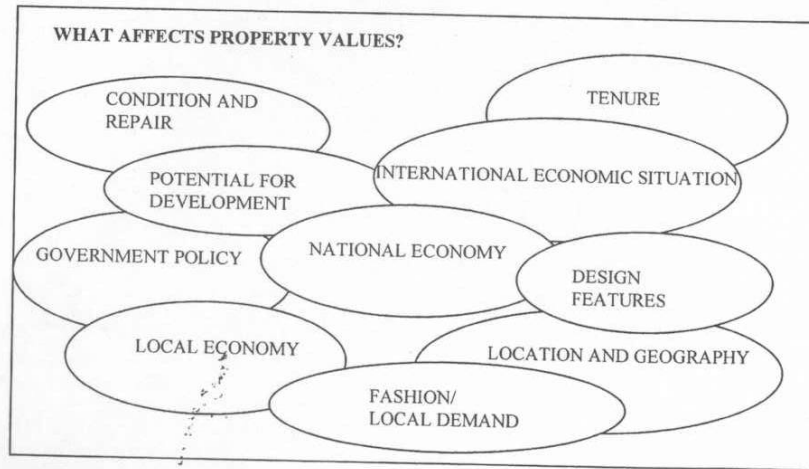 WHAT AFFECTS PROPERTY VALUES?
CONDITION AND
REPAIR
TENURE
POTENTIAL FOR
DEVELOPMENT
INTERNATIONAL ECONOMIC SITUATION
GOVERNMENT POLICY
NATIONAL ECONOMY
DESIGN
FEATURES
LOCAL ECONOMY
LOCATION AND GEOGRAPHY
FASHION/
LOCAL DEMAND